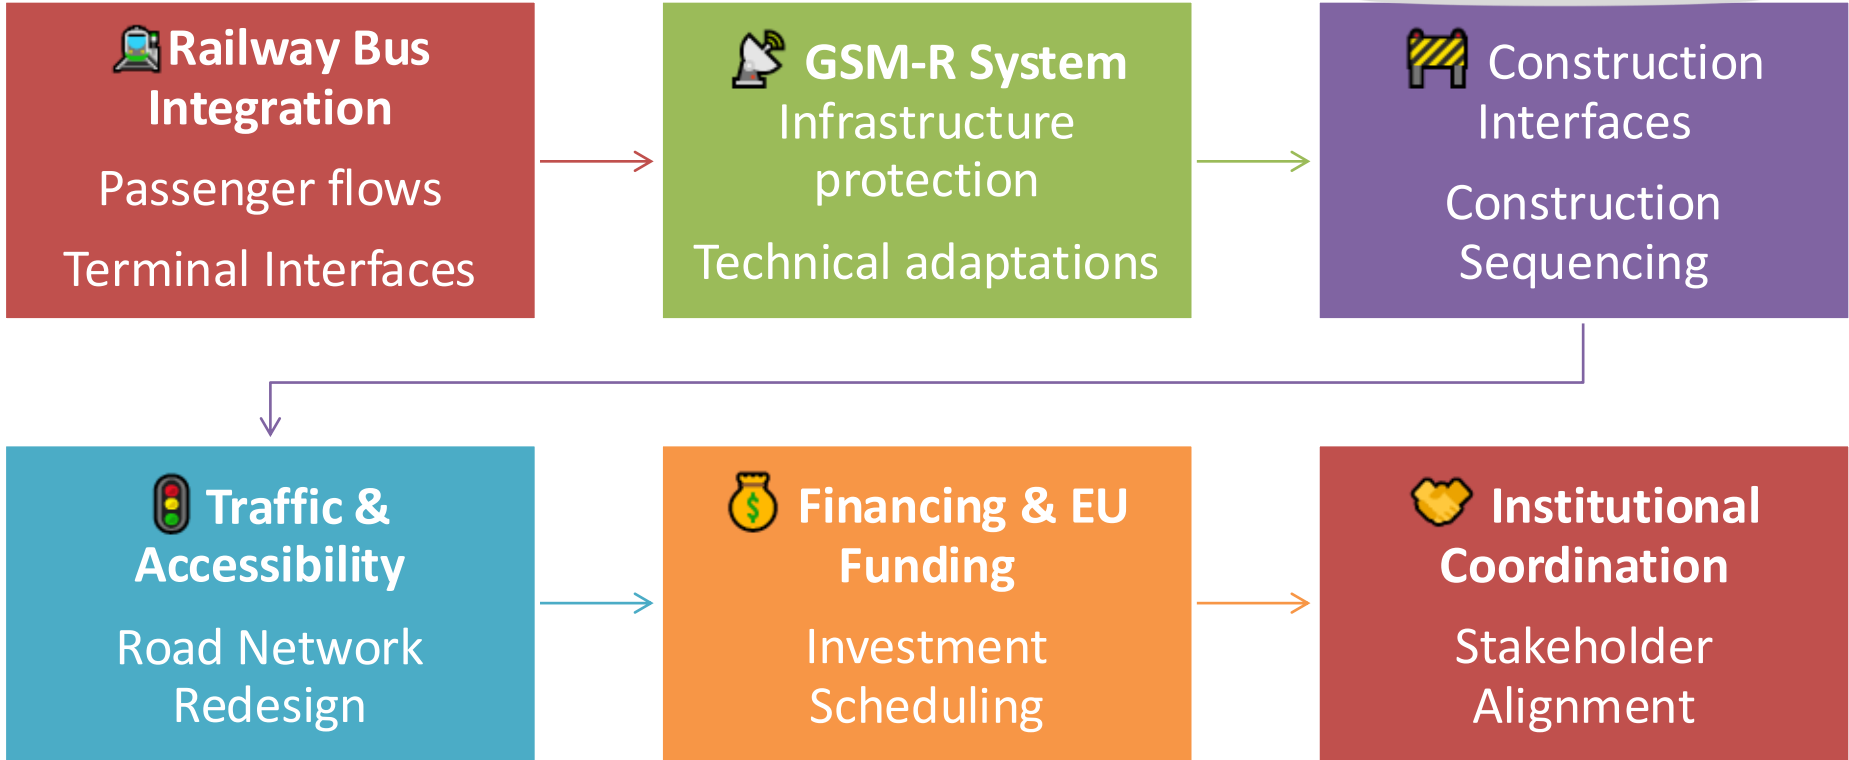 Railway Bus
Integration
Passenger flows
Terminal Interfaces
GSM-R System
Infrastructure
protection
Technical adaptations
Construction
Interfaces
Construction
Sequencing
Traffic &
Accessibility
Road Network
Redesign
Financing & EU
Funding
Investment
Scheduling
Institutional
Coordination
Stakeholder
Alignment